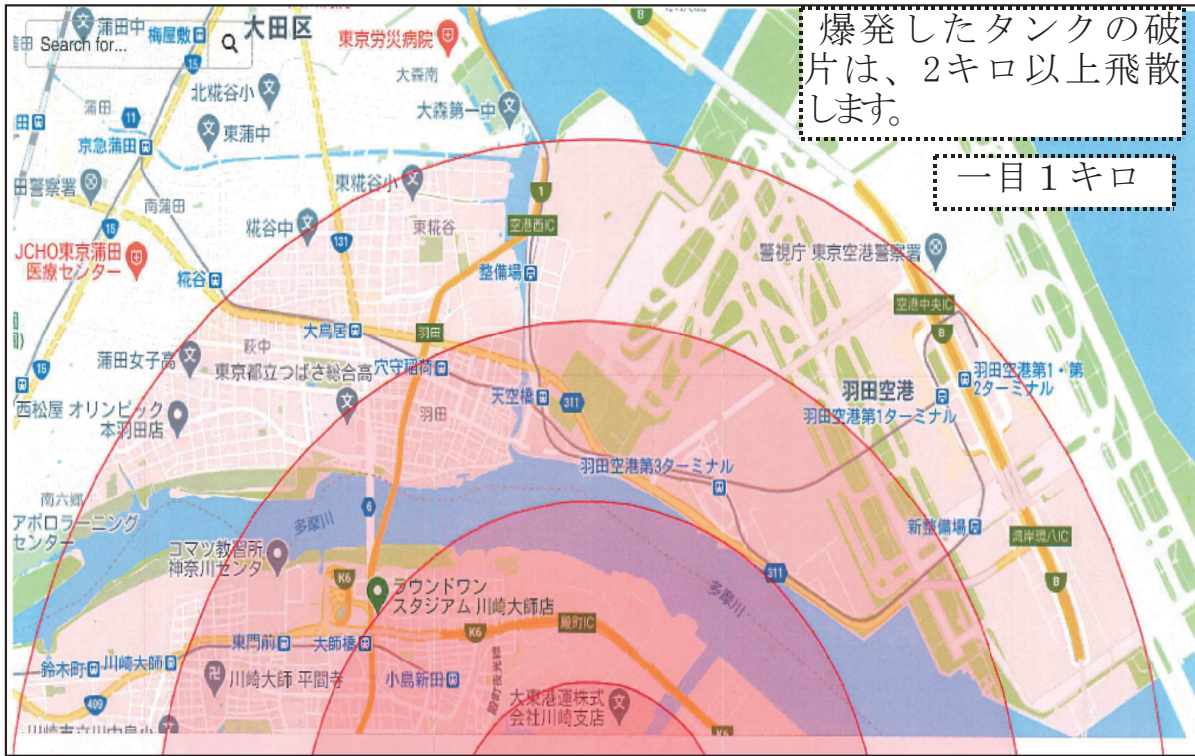 爆発したタンクの破
片は、2キロ以上飛散
します。
一目1キロ
蒲田中
梅屋敷
大田区
Search for...
15
東京労災病院
大森南
北糀谷小
大森第一中
蒲田
東蒲中
11
京急蒲田
田警察署
東糀谷小
1
南蒲田
東糀谷
15
糀谷中
131
空港西IC
JCHO東京蒲田
医療センター
糀谷
整備場
警視庁 東京空港警察署
空港中央IC
B
大鳥居
羽田
萩中
15
蒲田女子高
東京都立つばさ総合高
穴守稲荷
羽田空港第1・第
2ターミナル
羽田空港
西松屋 オリンピック
本羽田店
羽田
天空橋
311
羽田空港第1ターミナル
羽田空港第3ターミナル
南六郷
アポロラーニング
センター
6
多摩川
新整備場
湾岸環八IC
コマツ教習所
神奈川センタ
K6
ラウンドワン
スタジアム 川崎大師店
311
多摩川
B
東門前
大師橋
K6
殿町IC
鈴木町
川崎大師
川崎大師 平間寺
小島新田
409
大東港運株式
会社川崎支店
K6
B